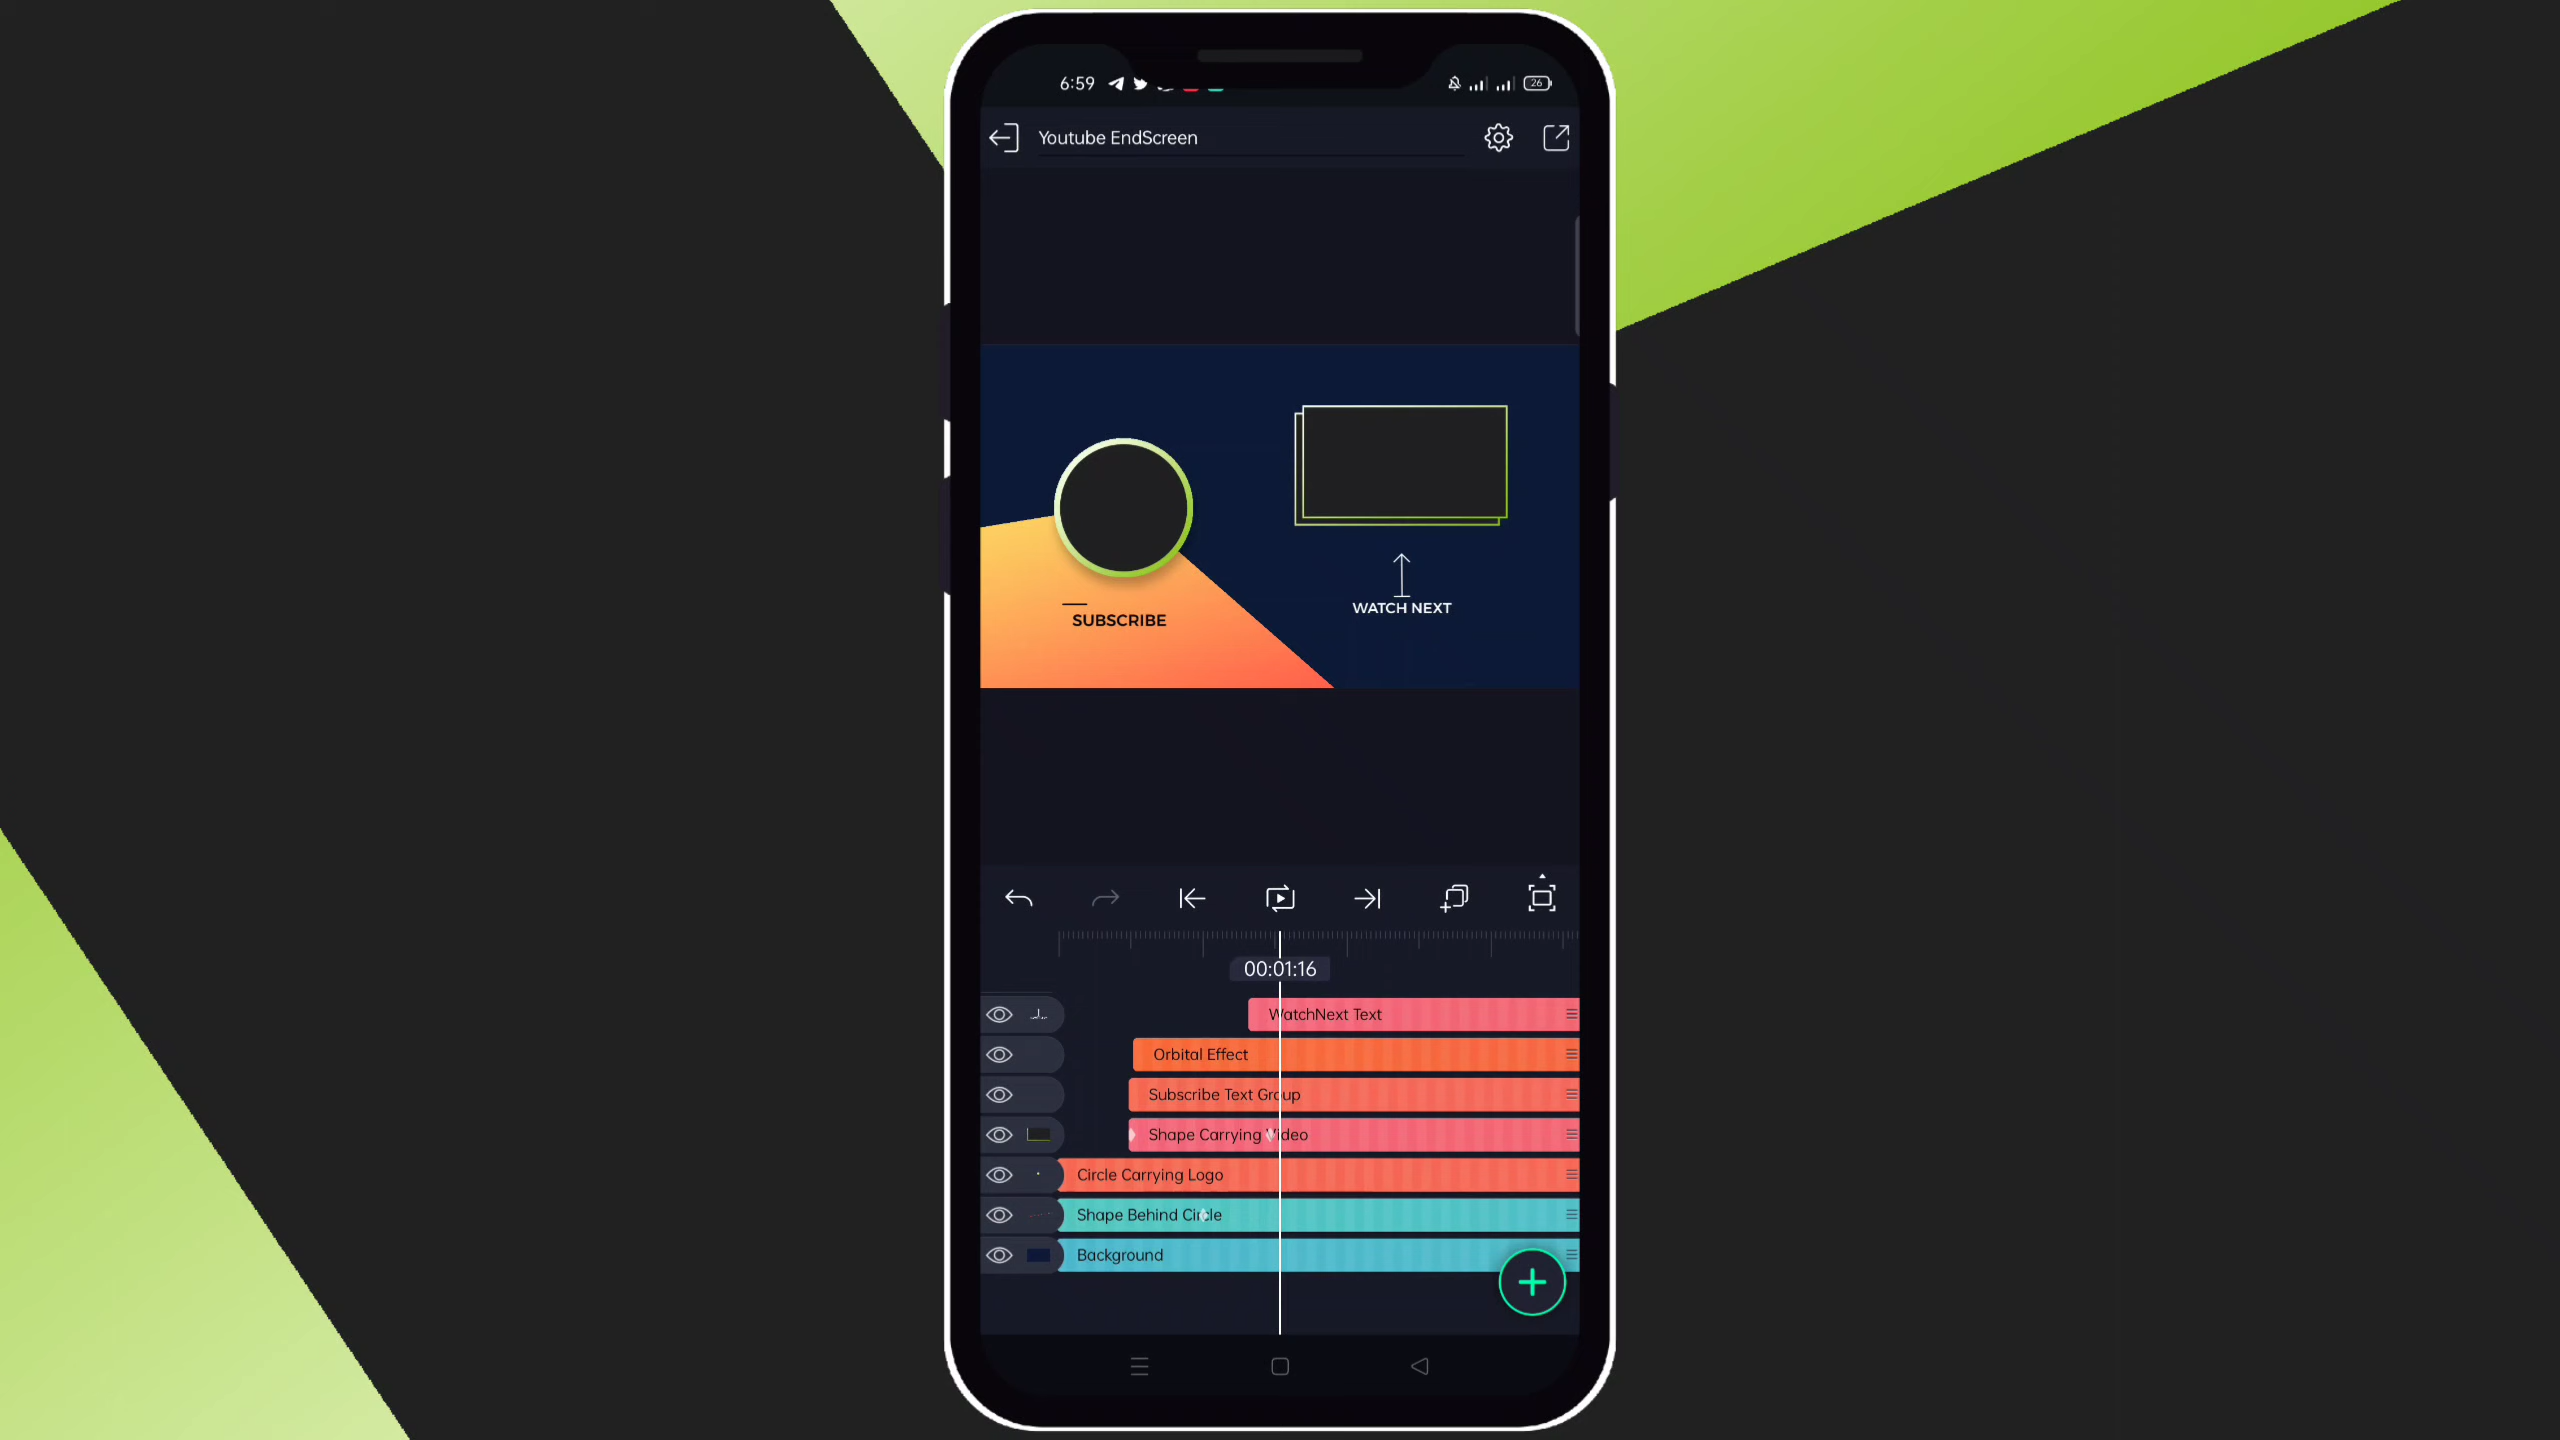 6:59
26
Youtube EndScreen
SUBSCRIBE
WATCH NEXT
00:01:16
WatchNext Text
Orbital Effect
Subscribe Text Group
Shape Carrying Video
Circle Carrying Logo
Shape Behind Circle
Background